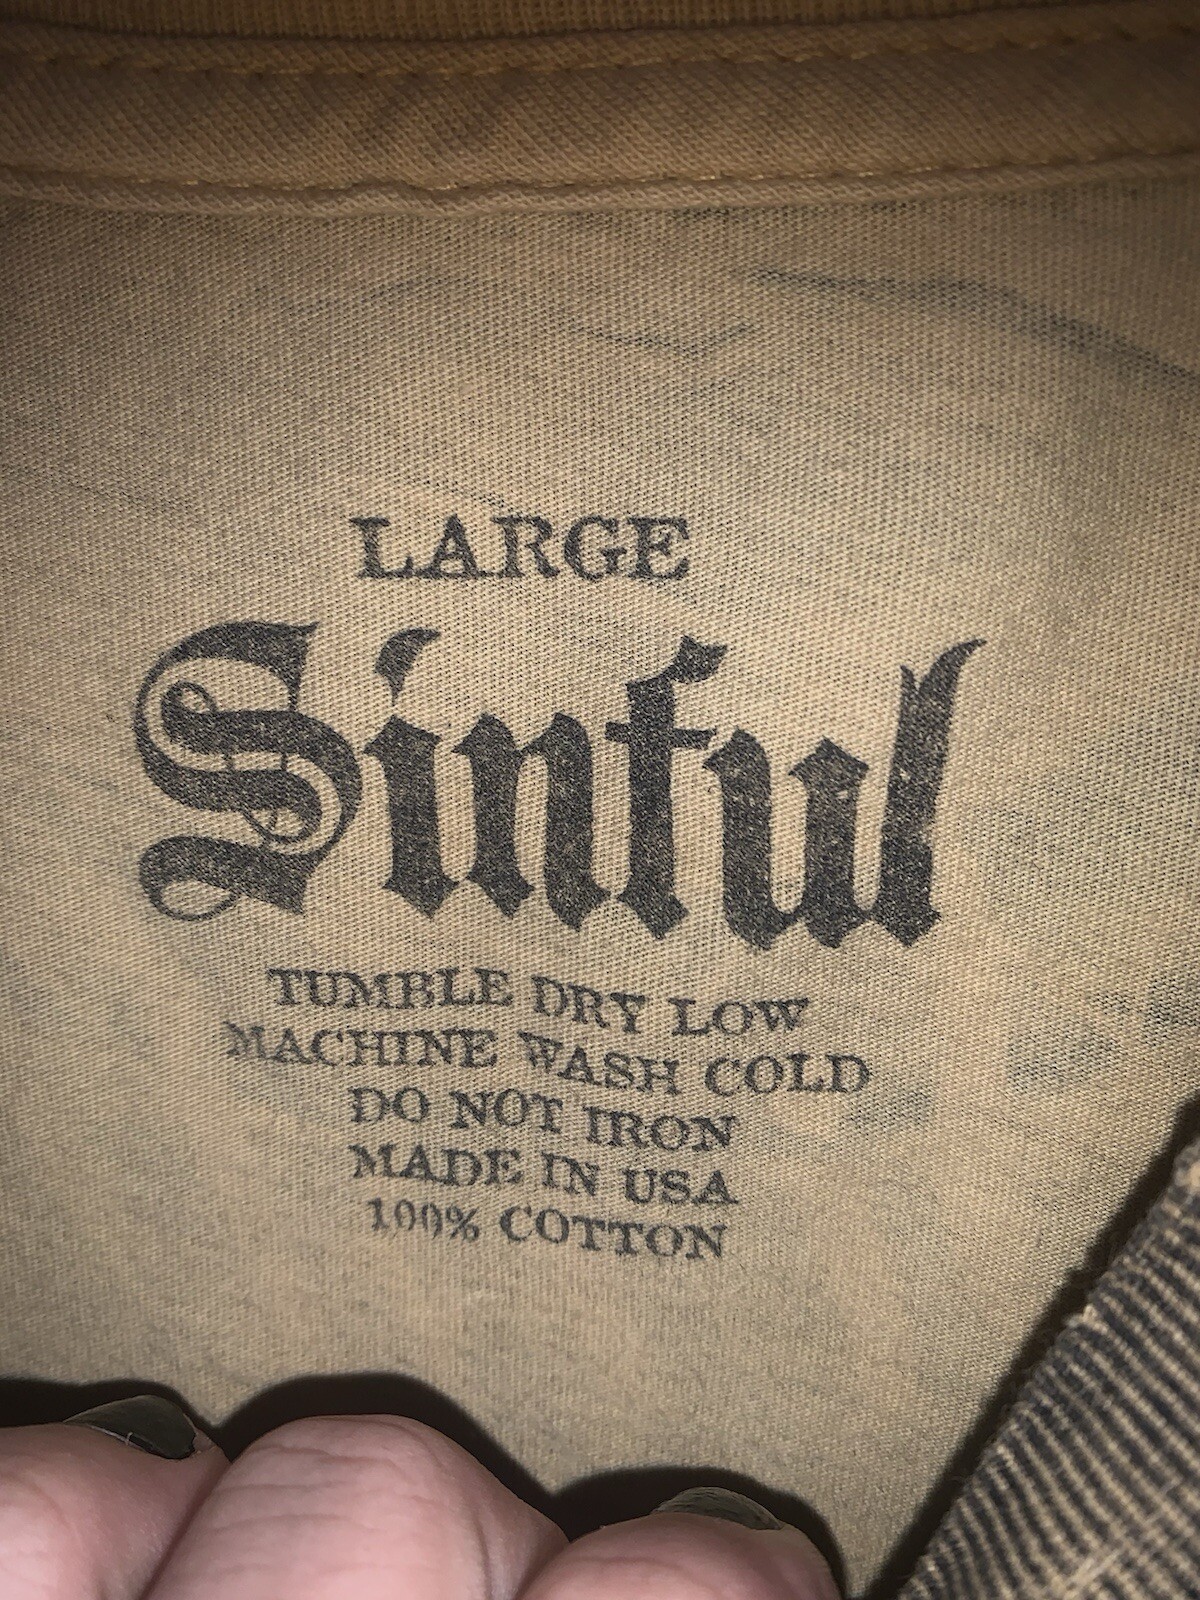 LARGE
Sinful
TUMBLE DRY LOW
MACHINE WASH COLD
DO NOT IRON
MADE IN USA
100% COTTON